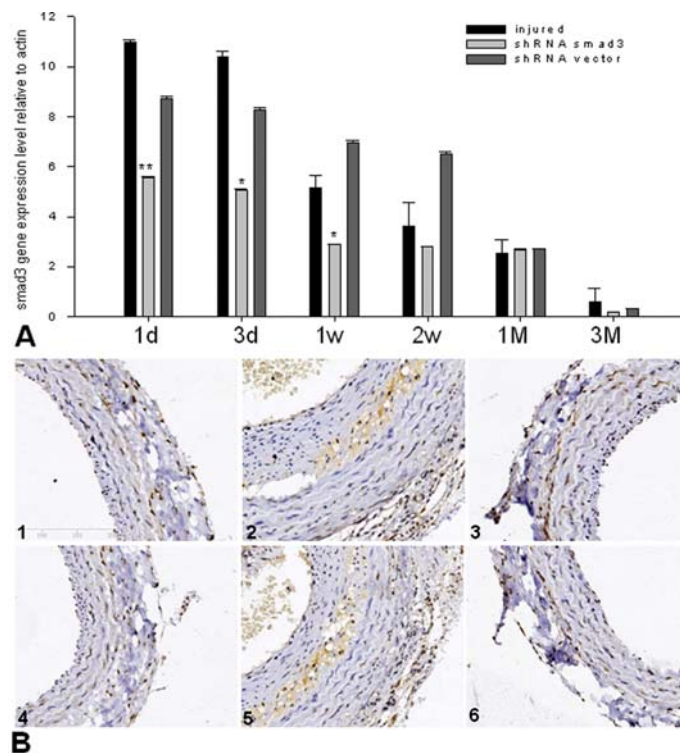 smad3 gene expression level relative to actin
12
10
8
6
4
2
0
injured
shRNA smad3
shRNA vector
**
*
*
1d
3d
1w
2w
1M
3M
A
1
2
3
4
5
6
B